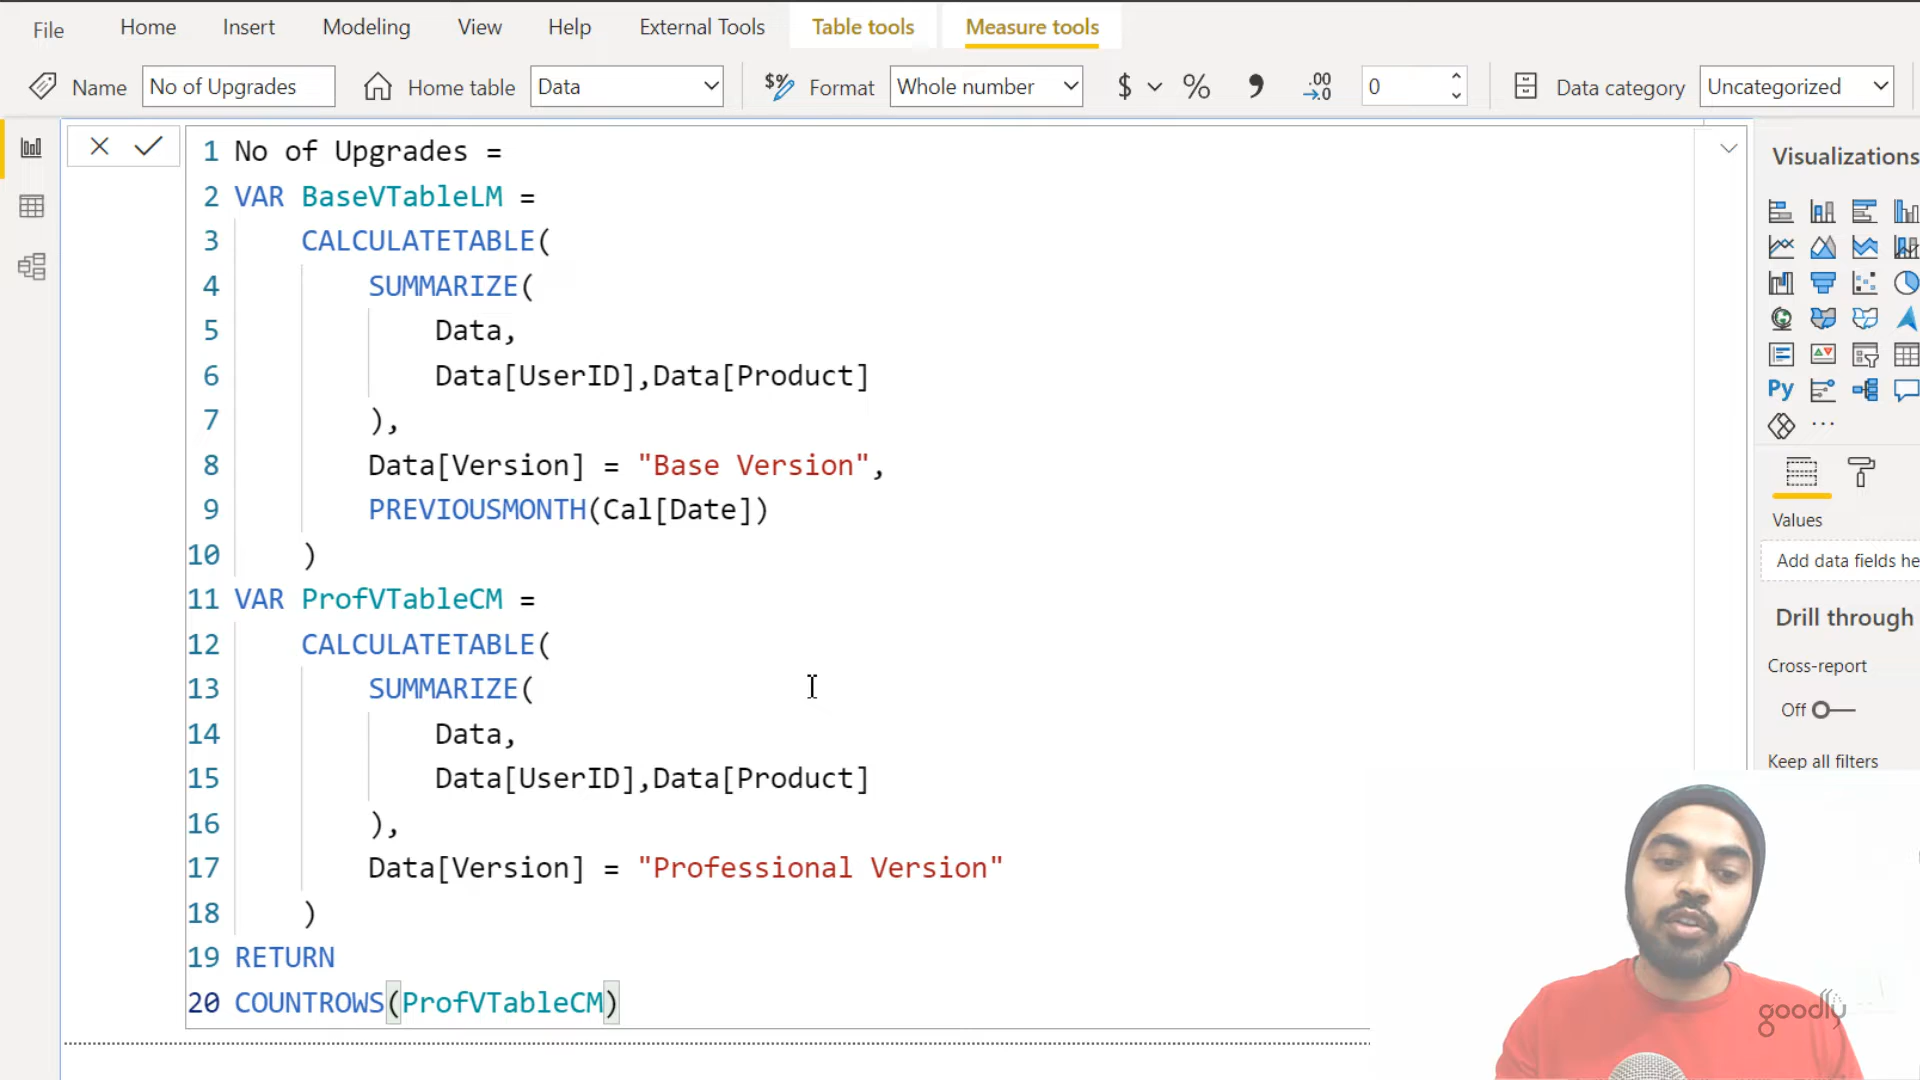 File Home Insert Modeling View Help External Tools Table tools Measure tools
Name No of Upgrades Home table Data $% Format Whole number $ % , .00 →.0 0 Data category Uncategorized
1 No of Upgrades =
2 VAR BaseVTableLM =
3 CALCULATETABLE(
4 SUMMARIZE(
5 Data,
6 Data[UserID],Data[Product]
7 ),
8 Data[Version] = "Base Version",
9 PREVIOUSMONTH(Cal[Date])
10 )
11 VAR ProfVTableCM =
12 CALCULATETABLE(
13 SUMMARIZE(
14 Data,
15 Data[UserID],Data[Product]
16 ),
17 Data[Version] = "Professional Version"
18 )
19 RETURN
20 COUNTROWS(ProfVTableCM)
Visualizations
Py
...
Values
Add data fields he
Drill through
Cross-report
Off
Keep all filters
goodly